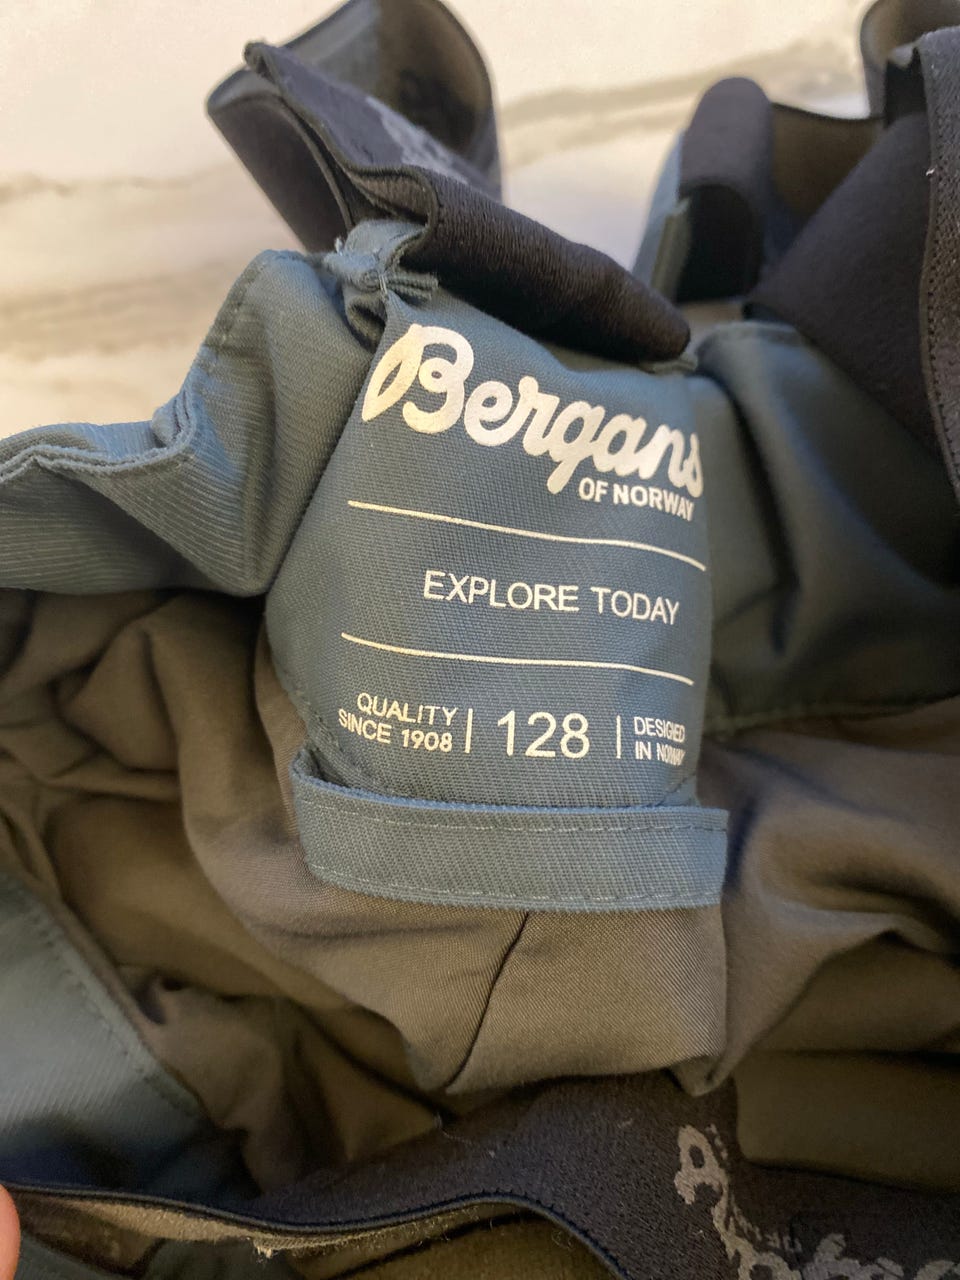 Bergans
OF NORWAY
EXPLORE TODAY
QUALITY
SINCE 1908
128
DESIGNED
IN NORWAY